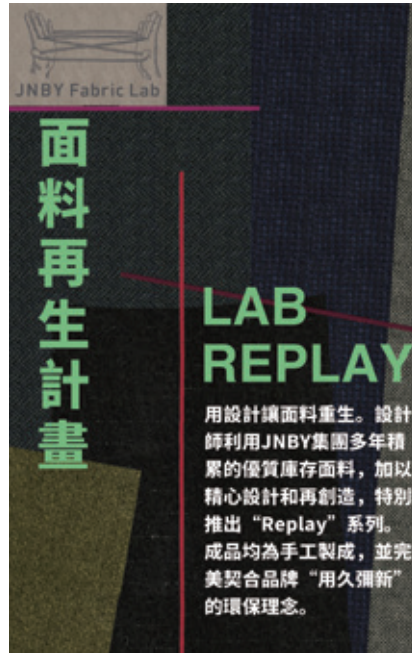 JNBY Fabric Lab
面料再生計畫
LAB
REPLAY
用設計讓面料重生。設計
師利用JNBY集團多年積
累的優質庫存面料，加以
精心設計和再創造，特別
推出“Replay”系列。
成品均為手工製成，並完
美契合品牌“用久彌新”
的環保理念。